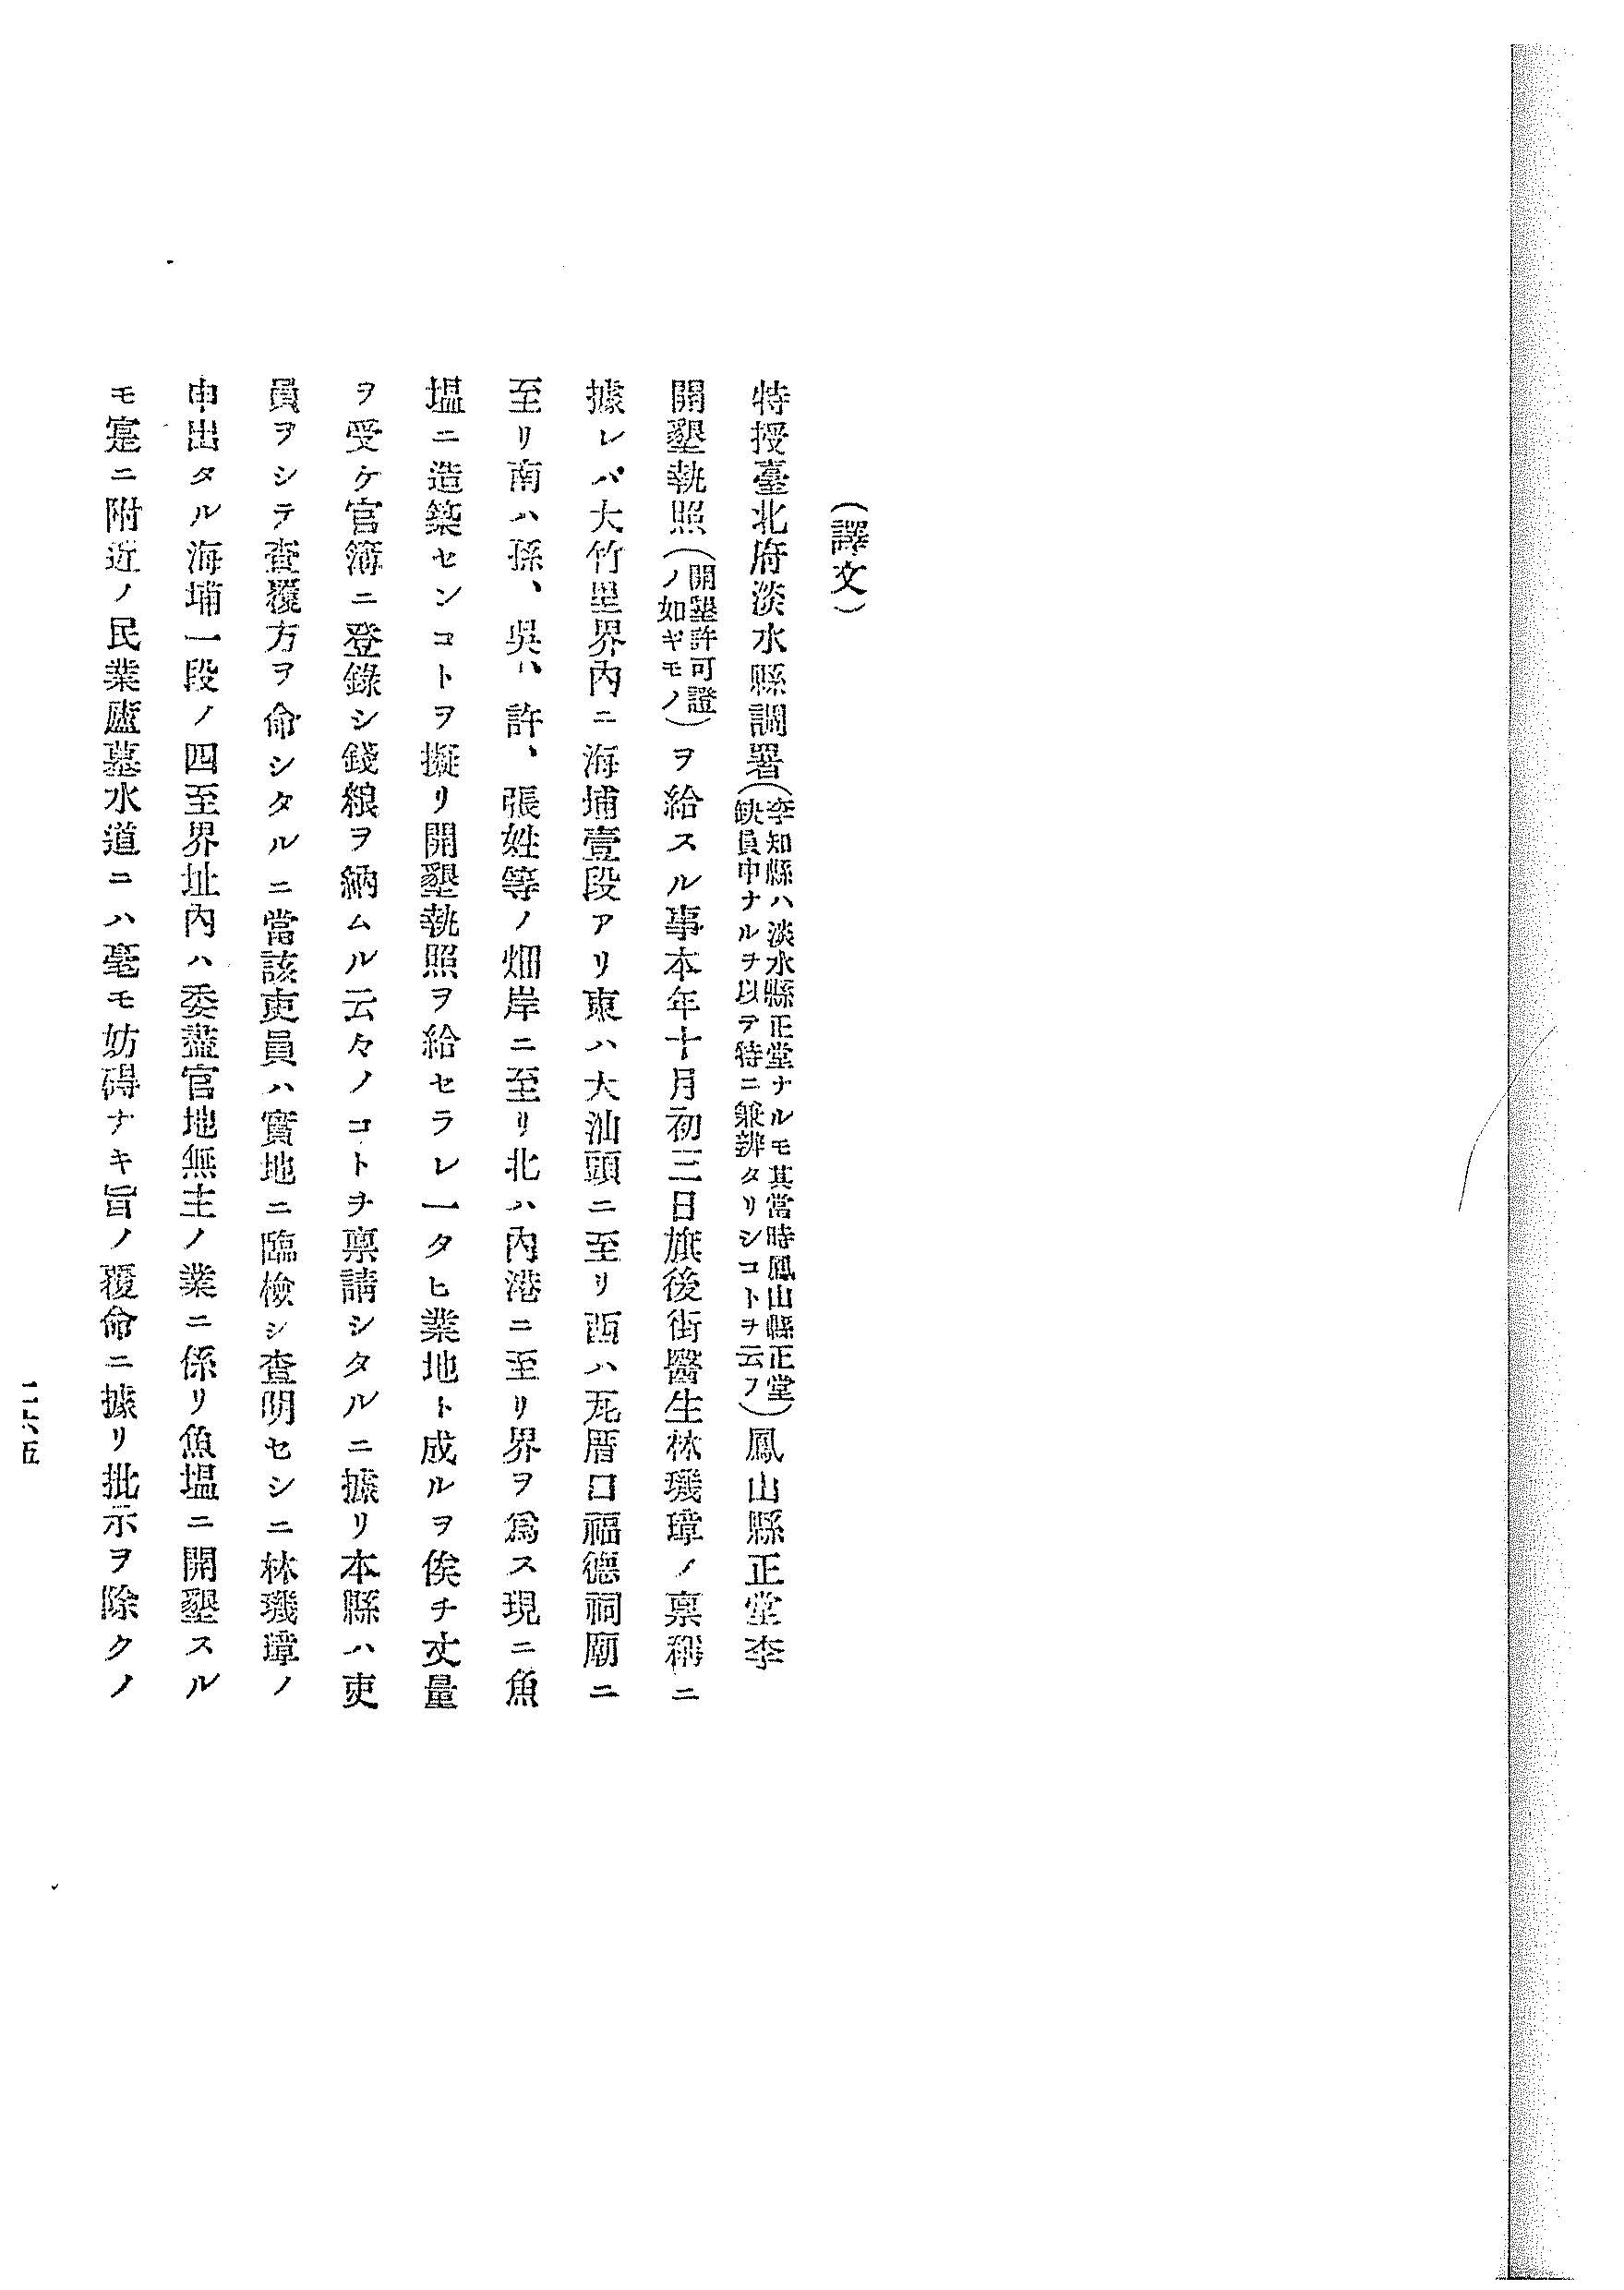 （譯文）
特授臺北府淡水縣調署（李知縣ハ淡水縣正堂ナルモ其當時鳳山縣正堂缺員中ナルヲ以テ特ニ兼辦タリシコトヲ云フ）鳳山縣正堂李
開墾執照（開墾許可證ノ如キモノ）ヲ給スル事本年十月初三日旗後街醫生林璣璋ノ稟稱ニ
據レバ大竹里界內ニ海埔壹段アリ東ハ大汕頭ニ至リ西ハ瓦厝口福德祠廟ニ
至リ南ハ孫、吳、許、張姓等ノ畑岸ニ至リ北ハ內港ニ至リ界ヲ爲ス現ニ魚
塭ニ造築センコトヲ擬リ開墾執照ヲ給セラレ一タヒ業地ト成ルヲ俟チ丈量
ヲ受ケ官簿ニ登錄シ錢糧ヲ納ムル云々ノコトヲ稟請シタルニ據リ本縣ハ吏
員ヲシテ查覆方ヲ命シタルニ當該吏員ハ實地ニ臨檢シ查明セシニ林璣璋ノ
申出タル海埔一段ノ四至界址內ハ委盡官地無主ノ業ニ係リ魚塭ニ開墾スル
モ寔ニ附近ノ民業廬墓水道ニハ毫モ妨碍ナキ旨ノ覆命ニ據リ批示ヲ除クノ
二六五